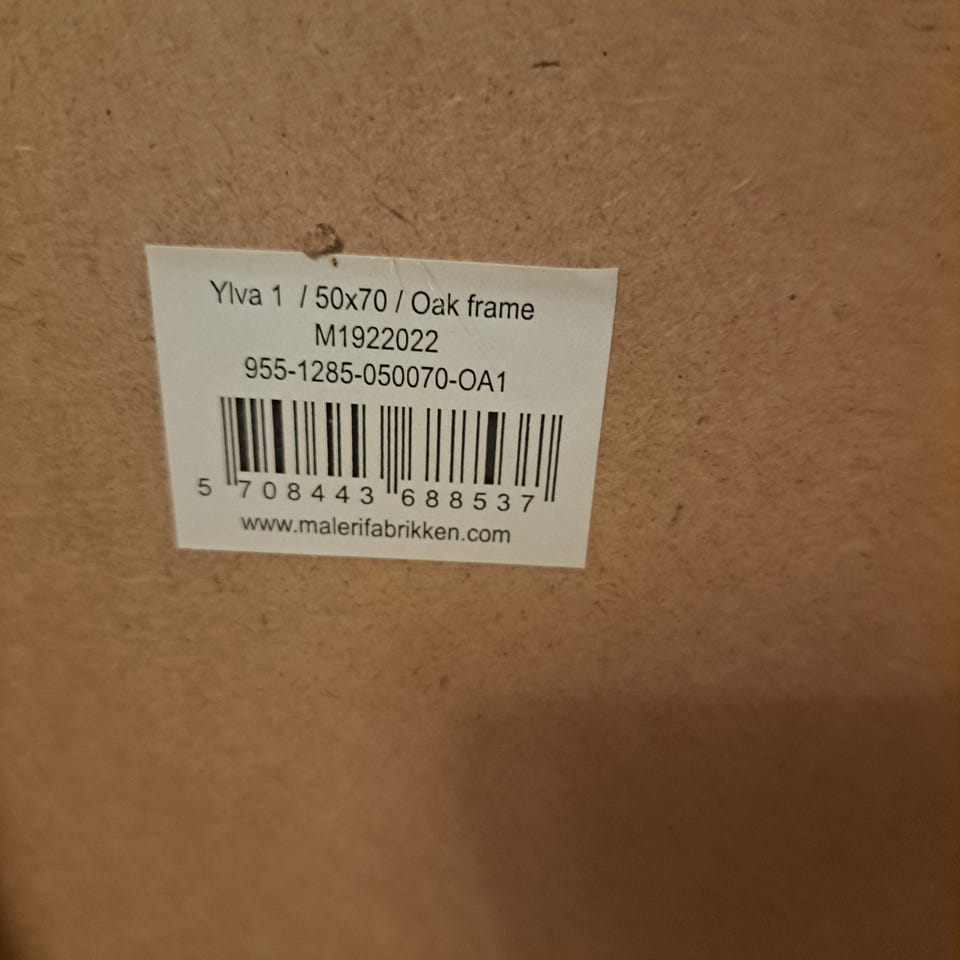 Ylva 1 / 50x70 / Oak frame
M1922022
955-1285-050070-OA1
5 708443 688537
www.malerifabrikken.com